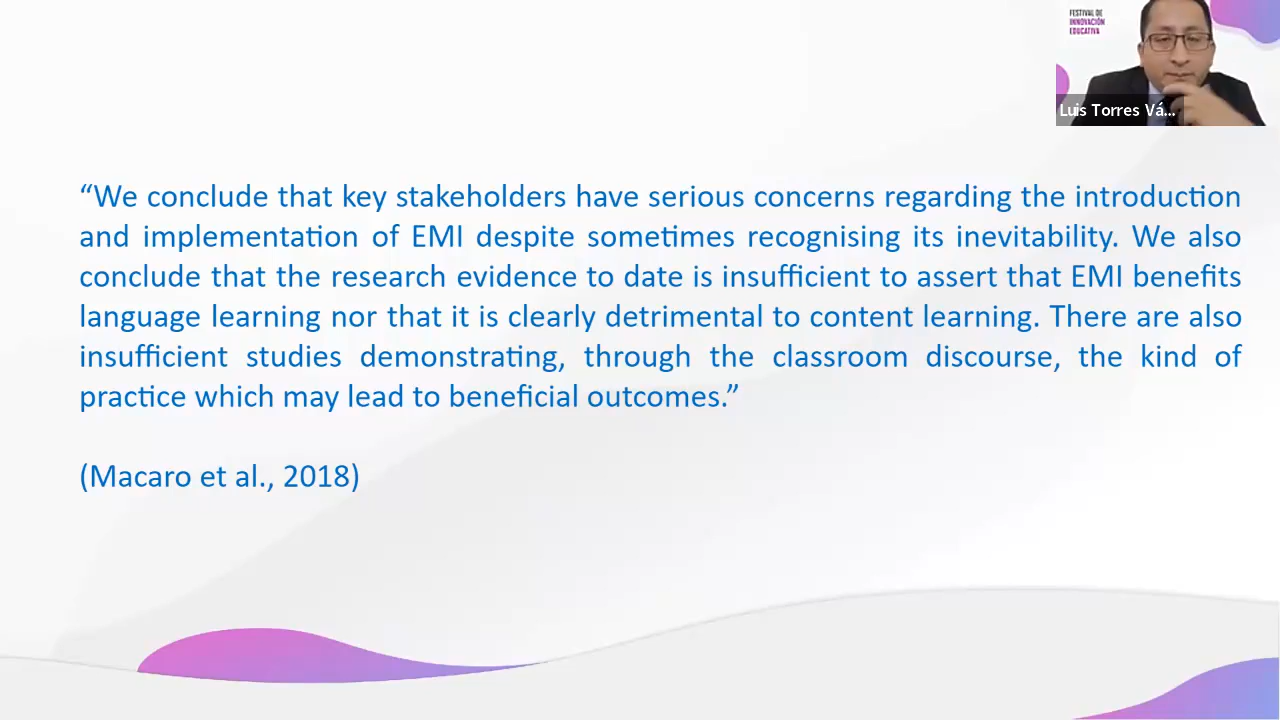 FESTIVAL DE
INNOVACIÓN
EDUCATIVA
Luis Torres Vá...
“We conclude that key stakeholders have serious concerns regarding the introduction
and implementation of EMI despite sometimes recognising its inevitability. We also
conclude that the research evidence to date is insufficient to assert that EMI benefits
language learning nor that it is clearly detrimental to content learning. There are also
insufficient studies demonstrating, through the classroom discourse, the kind of
practice which may lead to beneficial outcomes.”
(Macaro et al., 2018)